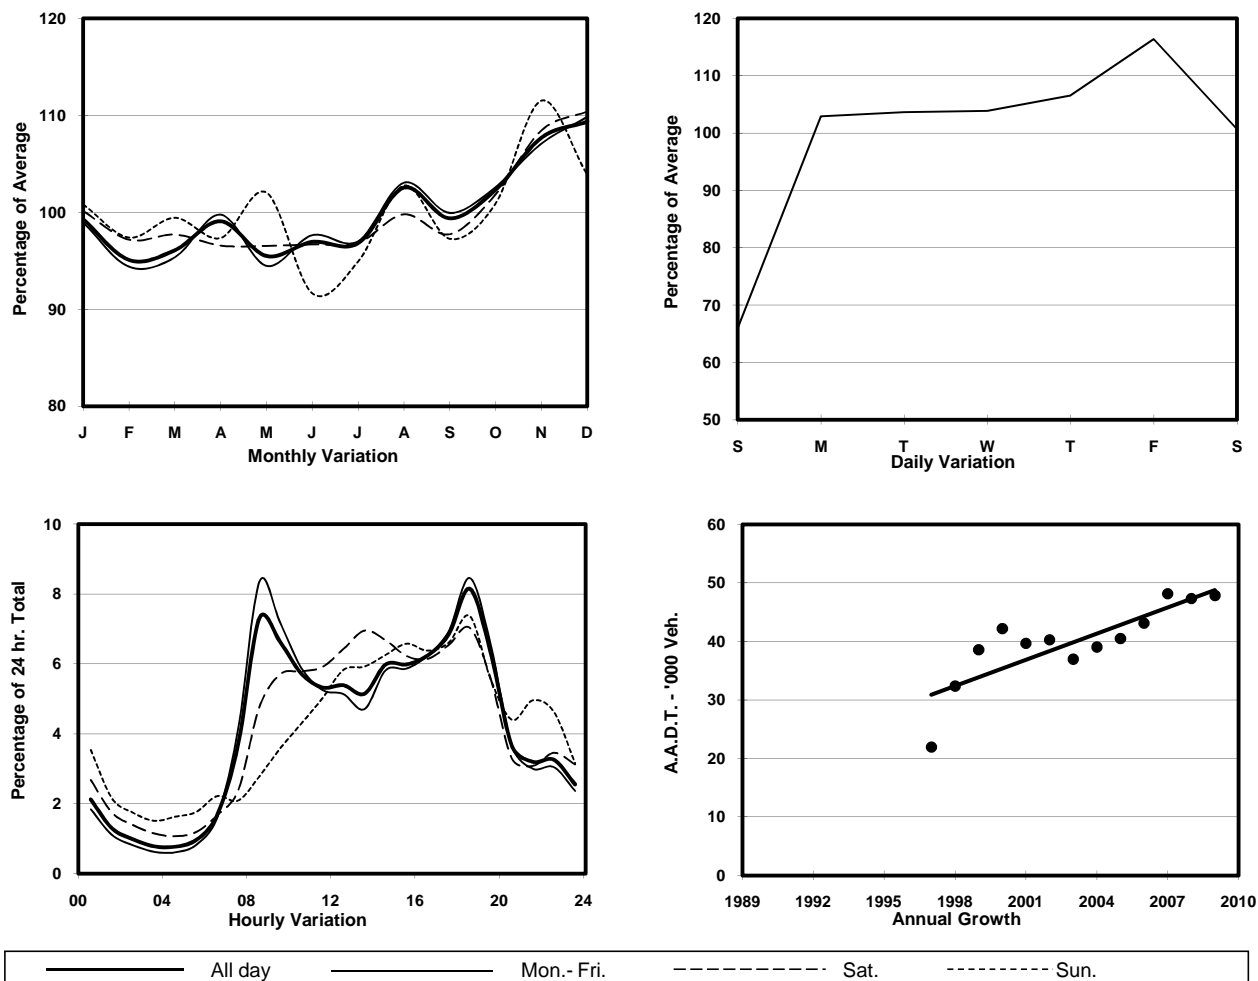 120
110
100
90
80
Percentage of Average
J F M A M J J A S O N D
Monthly Variation
120
110
100
90
80
70
60
50
Percentage of Average
S M T W T F S
Daily Variation
10
8
6
4
2
0
Percentage of 24 hr. Total
00 04 08 12 16 20 24
Hourly Variation
60
50
40
30
20
10
0
A.A.D.T. - '000 Veh.
1989 1992 1995 1998 2001 2004 2007 2010
Annual Growth
All day Mon.- Fri. Sat. Sun.